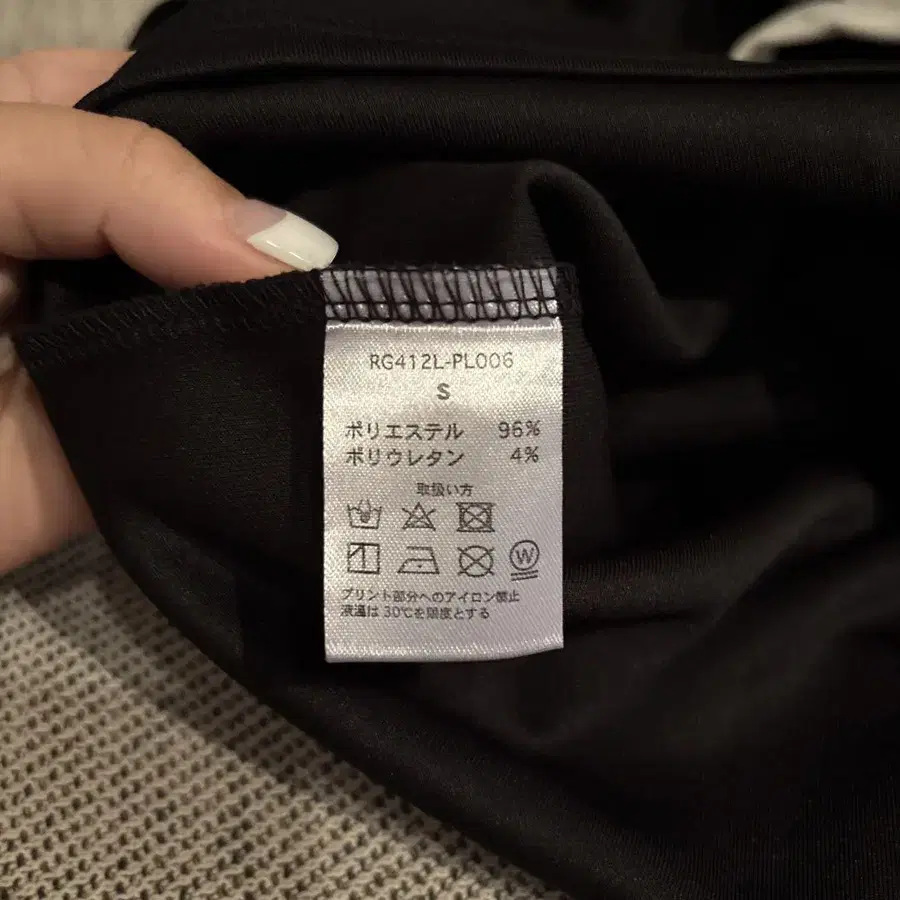 RG412L-PL006
S
ポリエステル 96%
ポリウレタン 4%
取扱い方
W
プリント部分へのアイロン禁止
液温は30℃を限度とする